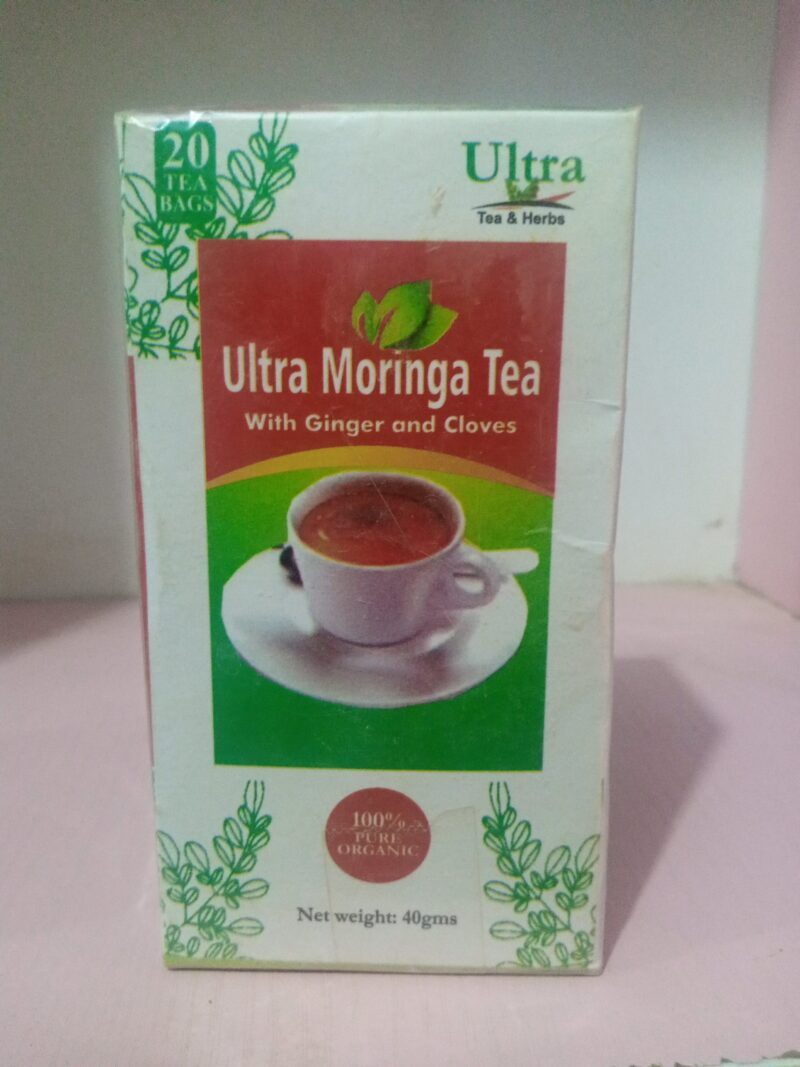 20
TEA
BAGS
Ultra
Tea & Herbs
Ultra Moringa Tea
With Ginger and Cloves
100%
PURE
ORGANIC
Net weight: 40gms